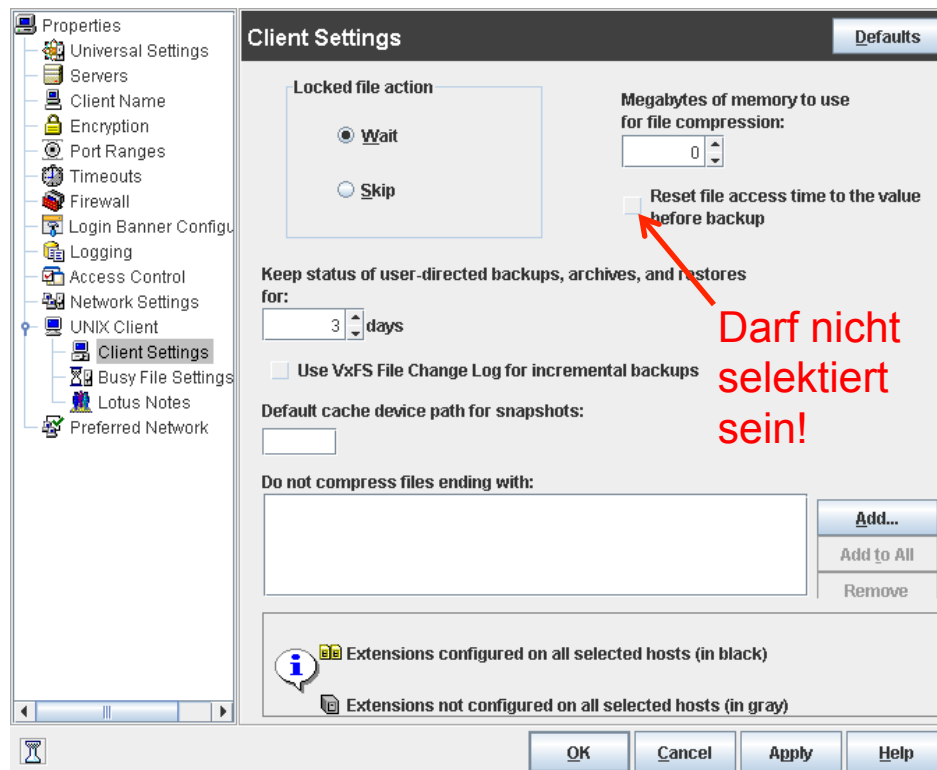 Properties
Universal Settings
Servers
Client Name
Encryption
Port Ranges
Timeouts
Firewall
Login Banner Configu
Logging
Access Control
Network Settings
UNIX Client
Client Settings
Busy File Settings
Lotus Notes
Preferred Network
Client Settings
Defaults
Locked file action
Wait
Skip
Megabytes of memory to use
for file compression:
0
Reset file access time to the value
before backup
Keep status of user-directed backups, archives, and restores
for:
3 days
Darf nicht
selektiert
sein!
Use VxFS File Change Log for incremental backups
Default cache device path for snapshots:
Do not compress files ending with:
Add...
Add to All
Remove
Extensions configured on all selected hosts (in black)
Extensions not configured on all selected hosts (in gray)
OK
Cancel
Apply
Help